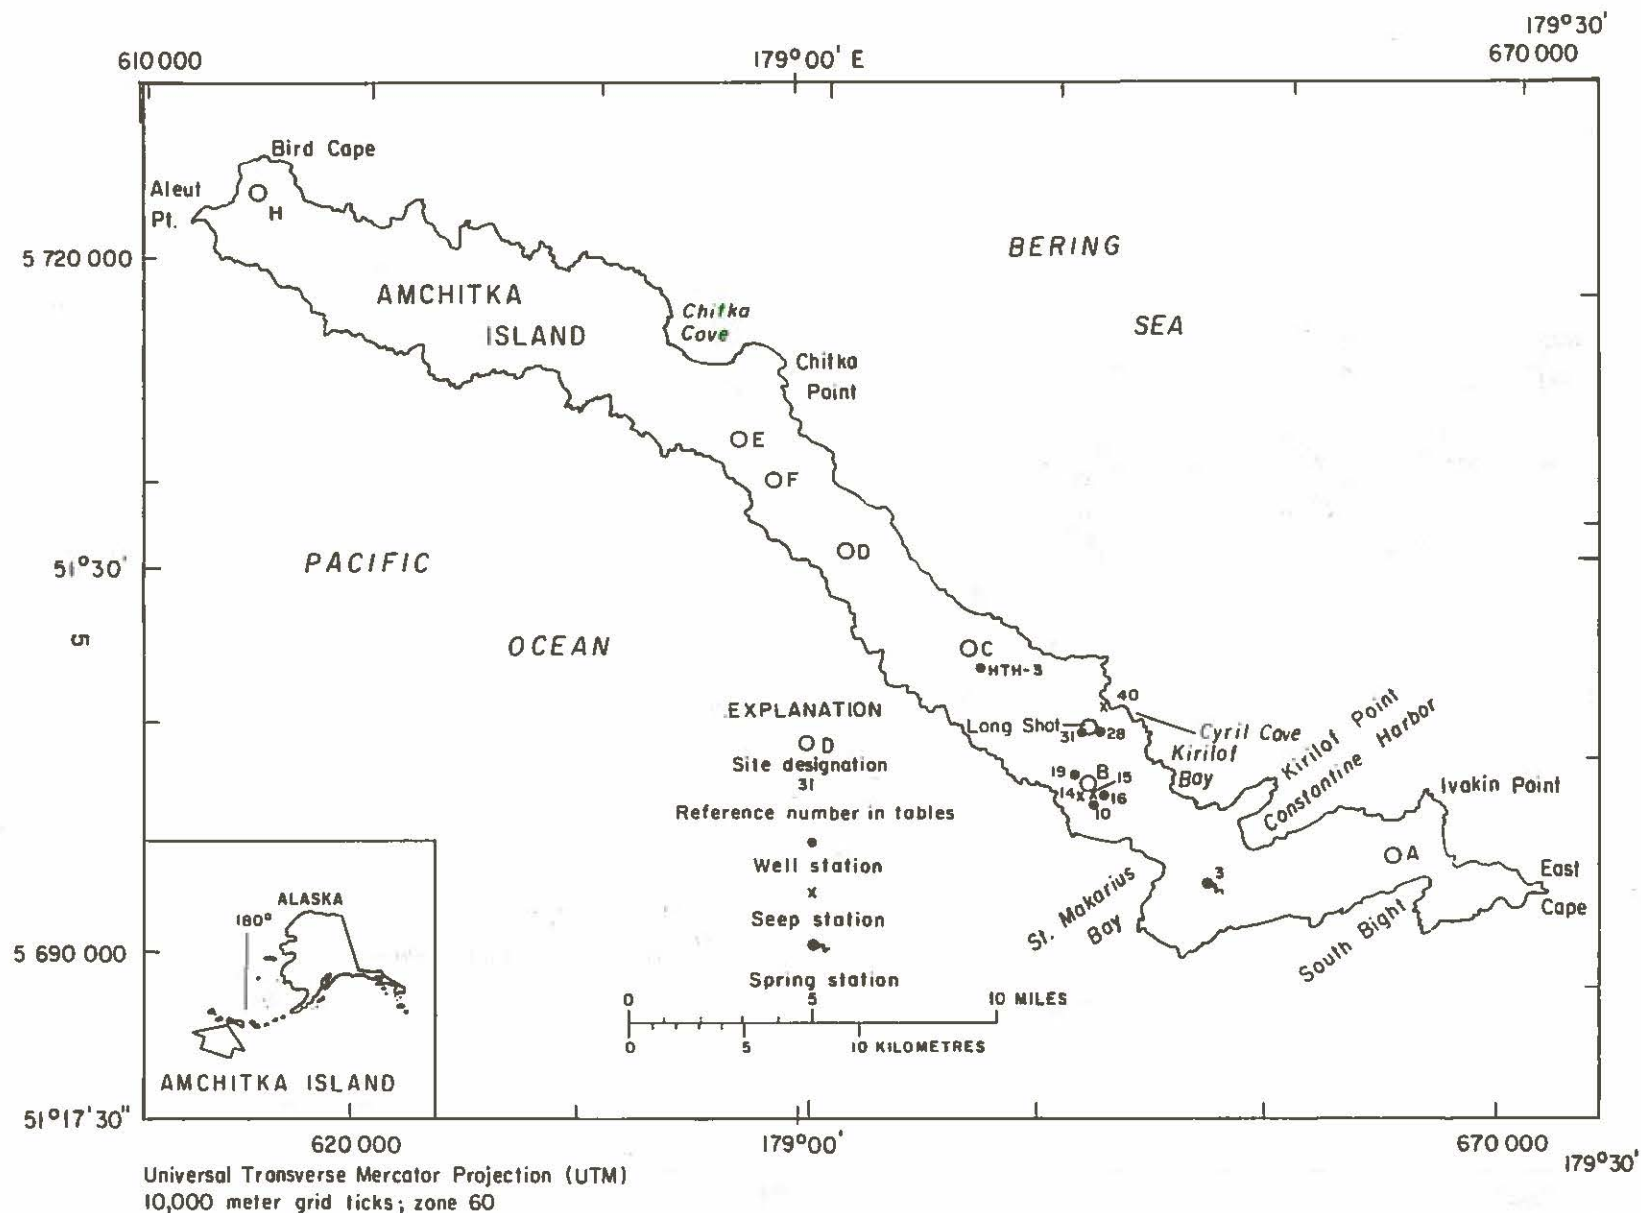 179°30'
610 000
179°00' E
670 000
Bird Cape
Aleut
Pt.
H
BERING
5 720 000
AMCHITKA
Chitka
SEA
ISLAND
Cove
Chitka
Point
E
F
D
PACIFIC
51°30'
5
OCEAN
C
HTH-3
40
EXPLANATION
Long Shot
31
28
Cyril Cove
Kirilof
Bay
Kirilof Point
Constantine Harbor
D
Site designation
31
Reference number in tables
19
B
15
14
16
10
Ivakin Point
Well station
x
Seep station
Spring station
A
3
East
Cape
St. Makarius
Bay
South Bight
ALASKA
180°
AMCHITKA ISLAND
5 690 000
0
5
10 MILES
0
5
10 KILOMETRES
51°17'30"
620 000
179°00'
670 000
179°30'
Universal Transverse Mercator Projection (UTM)
10,000 meter grid ticks; zone 60